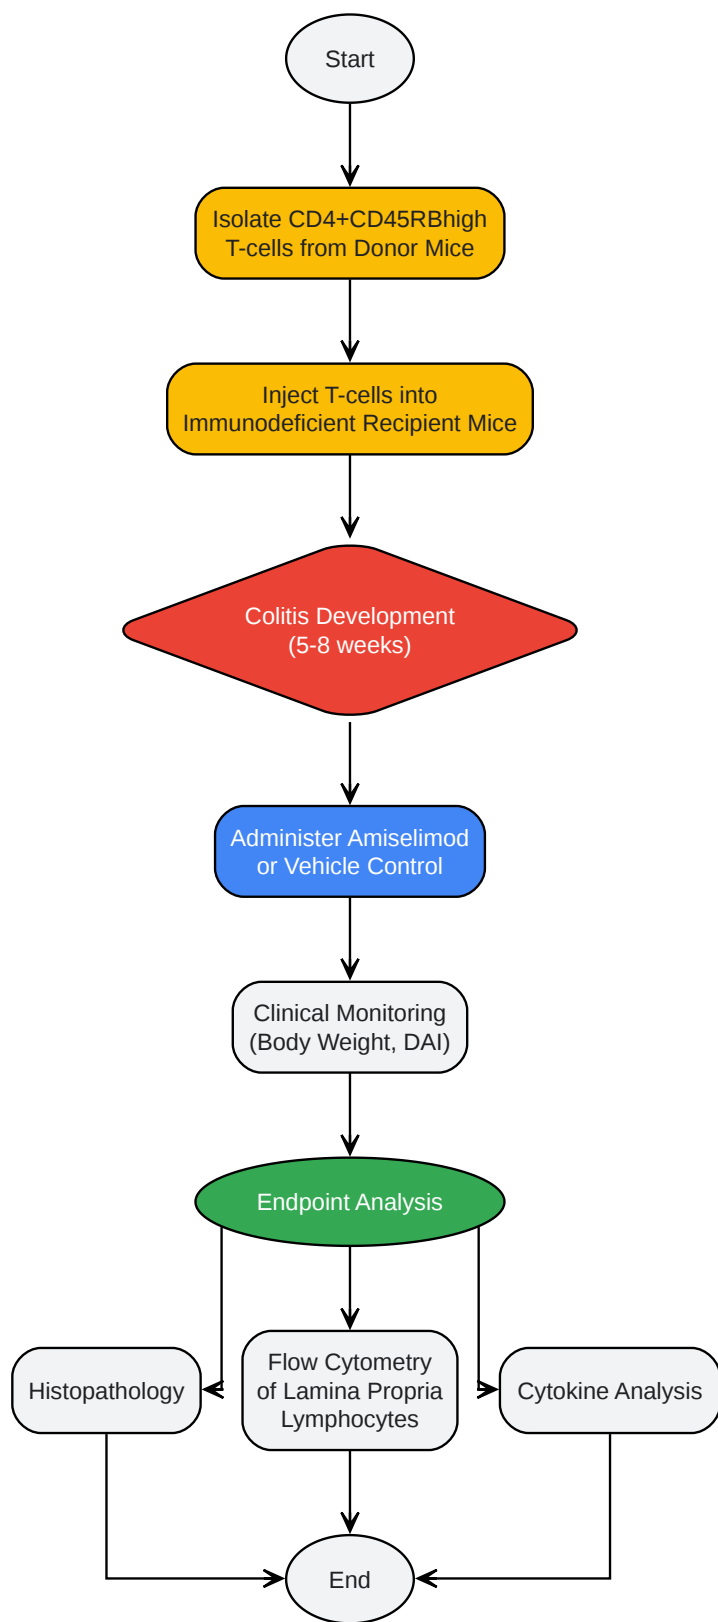 Start
Isolate CD4+CD45RBhigh
T-cells from Donor Mice
Inject T-cells into
Immunodeficient Recipient Mice
Colitis Development
(5-8 weeks)
Administer Amiselimod
or Vehicle Control
Clinical Monitoring
(Body Weight, DAI)
Endpoint Analysis
Histopathology
Flow Cytometry
of Lamina Propria
Lymphocytes
Cytokine Analysis
End